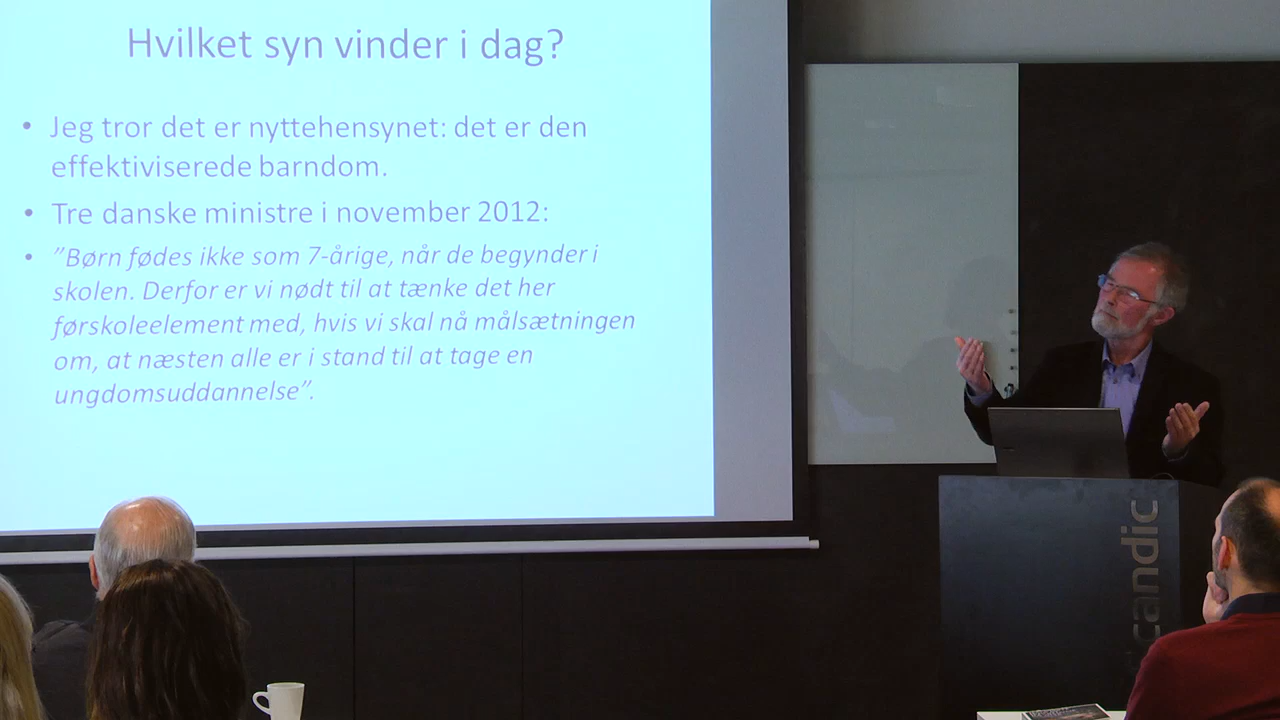 Hvilket syn vinder i dag?
• Jeg tror det er nyttehensynet: det er den
effektiviserede barndom.
• Tre danske ministre i november 2012:
• ”Børn fødes ikke som 7-årige, når de begynder i
skolen. Derfor er vi nødt til at tænke det her
førskoleelement med, hvis vi skal nå målsætningen
om, at næsten alle er i stand til at tage en
ungdomsuddannelse”.
candic